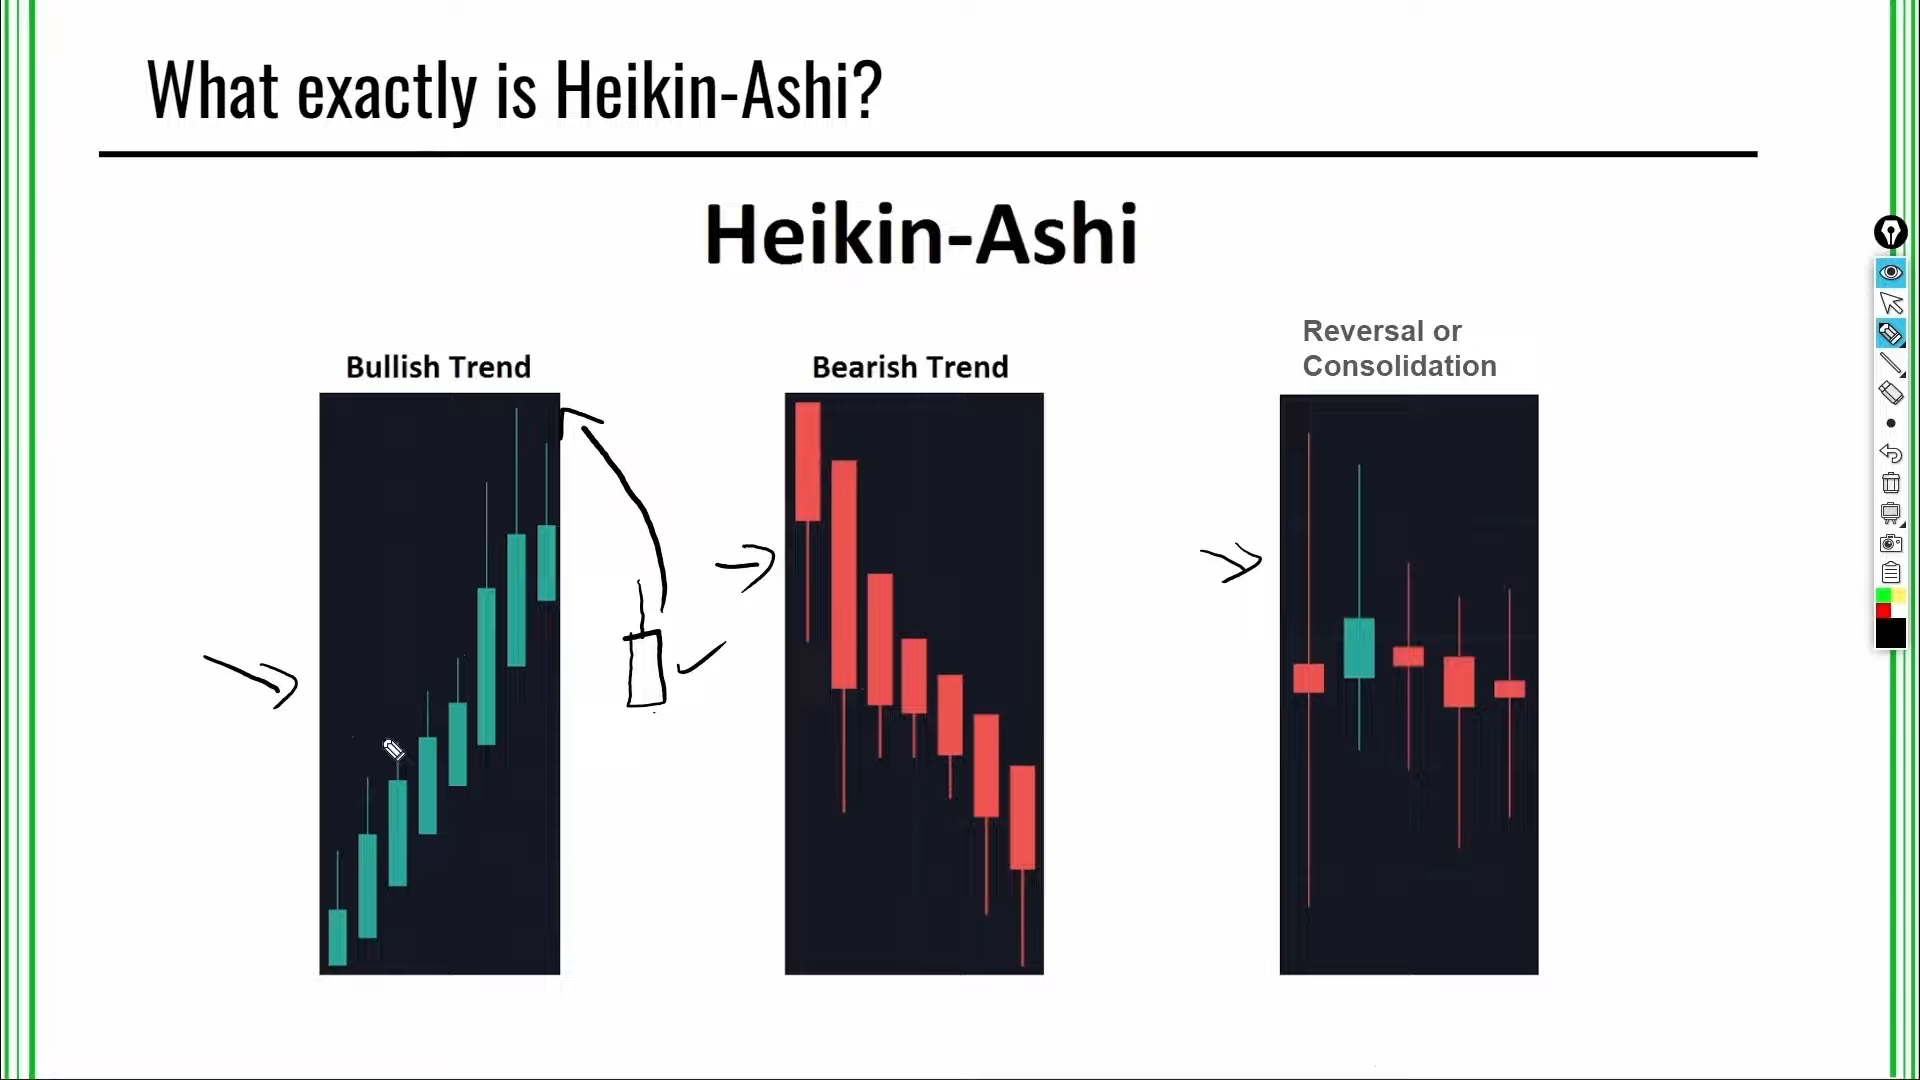 What exactly is Heikin-Ashi?
Heikin-Ashi
Bullish Trend
Bearish Trend
Reversal or
Consolidation